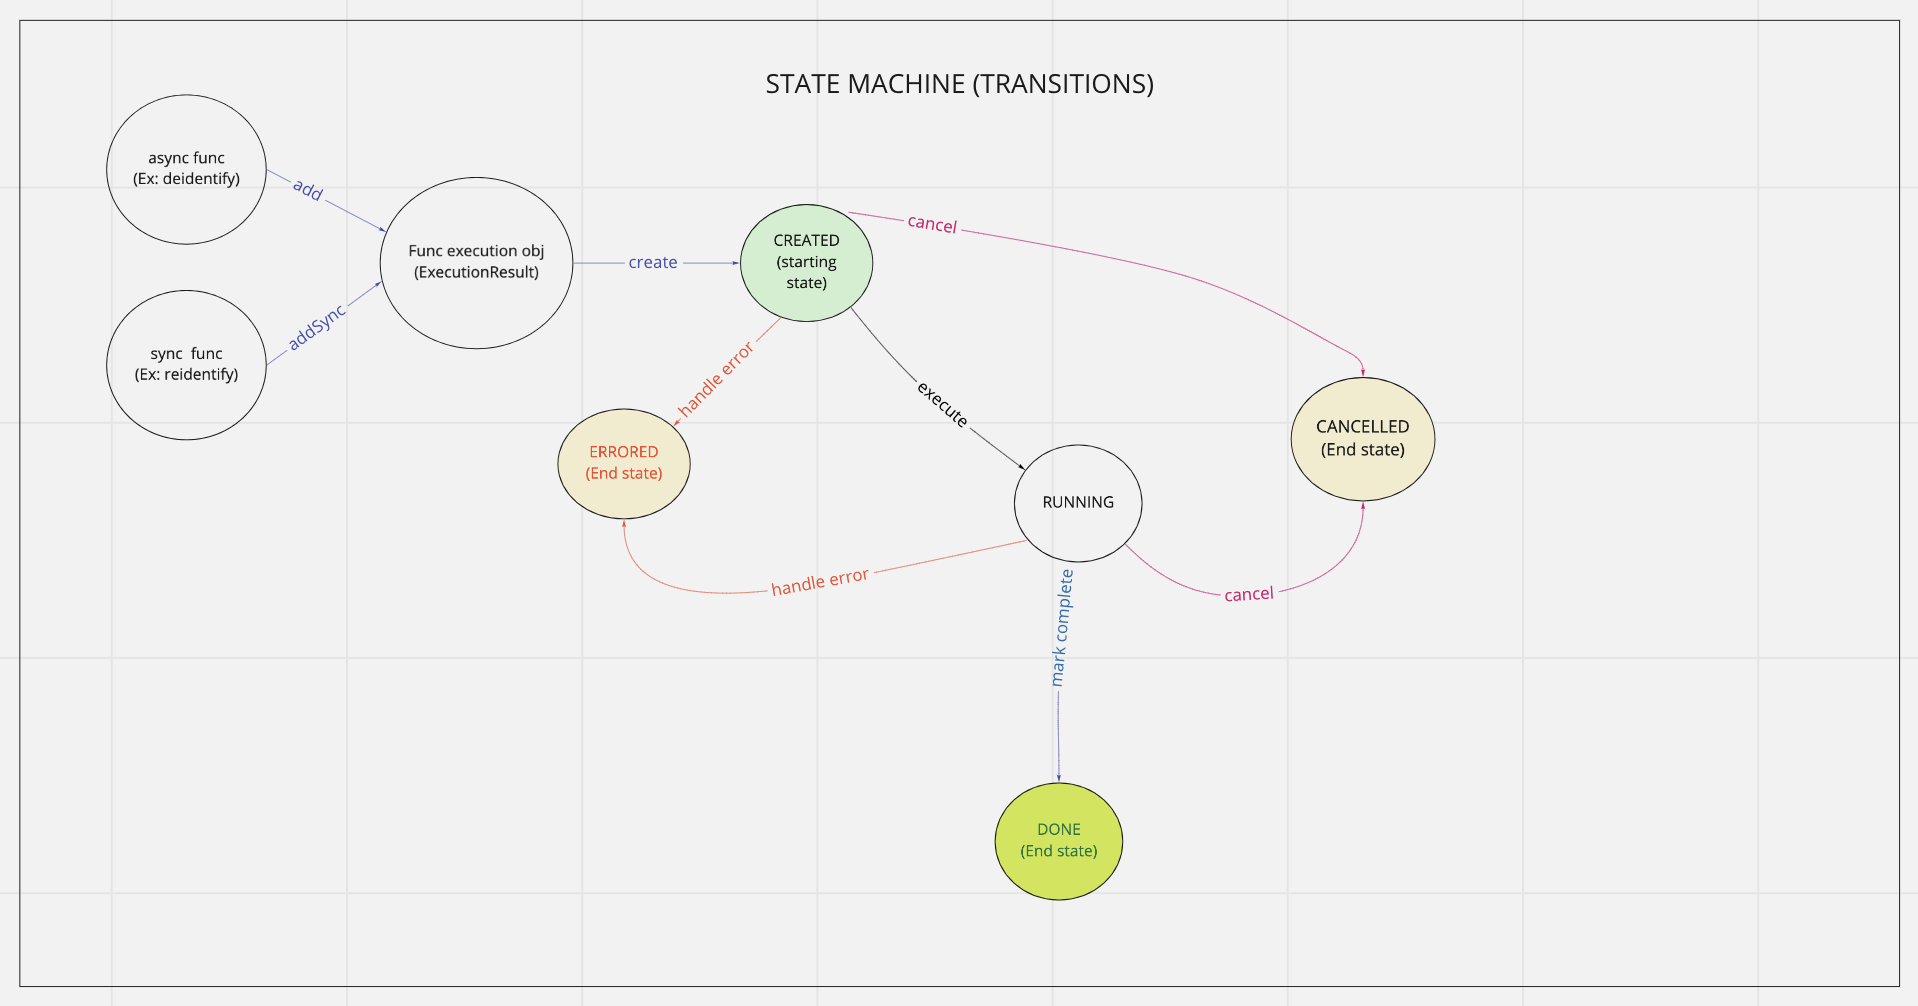 STATE MACHINE (TRANSITIONS)
async func
(Ex: deidentify)
add
Func execution obj
(ExecutionResult)
create
CREATED
(starting
state)
cancel
sync  func
(Ex: reidentify)
addSync
handle error
execute
ERRORED
(End state)
CANCELLED
(End state)
RUNNING
handle error
cancel
mark complete
DONE
(End state)